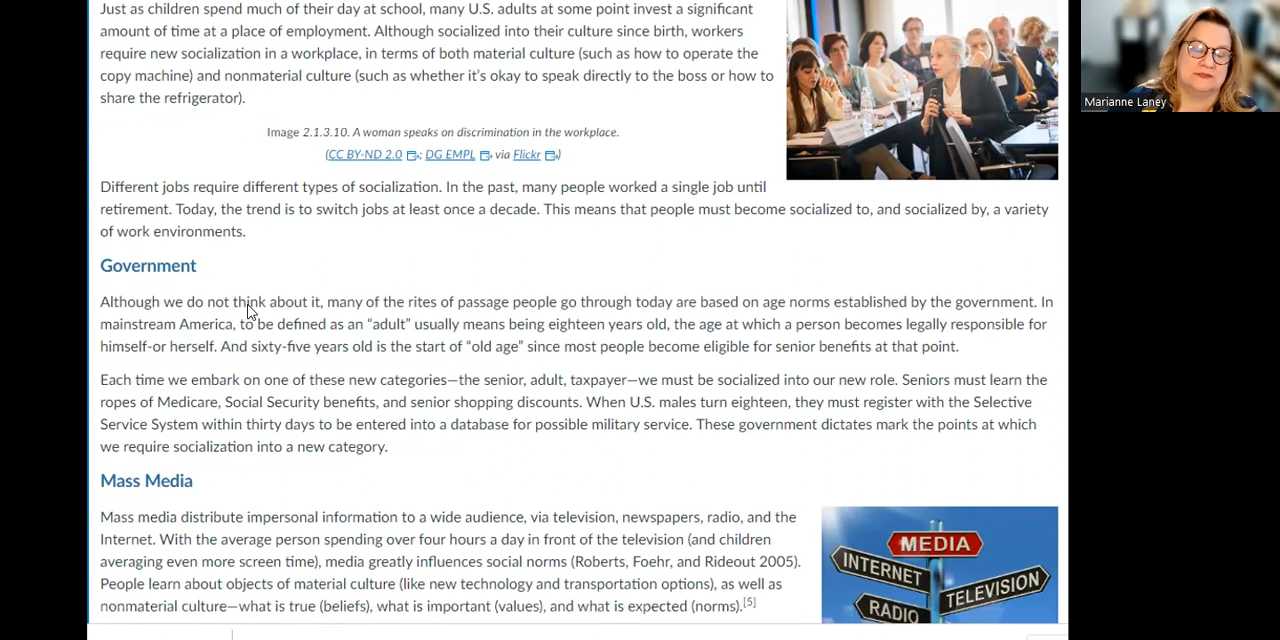 Just as children spend much of their day at school, many U.S. adults at some point invest a significant
amount of time at a place of employment. Although socialized into their culture since birth, workers
require new socialization in a workplace, in terms of both material culture (such as how to operate the
copy machine) and nonmaterial culture (such as whether it’s okay to speak directly to the boss or how to
share the refrigerator).
Image 2.1.3.10. A woman speaks on discrimination in the workplace.
(CC BY-ND 2.0; DG EMPL via Flickr)
Different jobs require different types of socialization. In the past, many people worked a single job until
retirement. Today, the trend is to switch jobs at least once a decade. This means that people must become socialized to, and socialized by, a variety
of work environments.
Government
Although we do not think about it, many of the rites of passage people go through today are based on age norms established by the government. In
mainstream America, to be defined as an “adult” usually means being eighteen years old, the age at which a person becomes legally responsible for
himself-or herself. And sixty-five years old is the start of “old age” since most people become eligible for senior benefits at that point.
Each time we embark on one of these new categories—the senior, adult, taxpayer—we must be socialized into our new role. Seniors must learn the
ropes of Medicare, Social Security benefits, and senior shopping discounts. When U.S. males turn eighteen, they must register with the Selective
Service System within thirty days to be entered into a database for possible military service. These government dictates mark the points at which
we require socialization into a new category.
Mass Media
Mass media distribute impersonal information to a wide audience, via television, newspapers, radio, and the
Internet. With the average person spending over four hours a day in front of the television (and children
averaging even more screen time), media greatly influences social norms (Roberts, Foehr, and Rideout 2005).
People learn about objects of material culture (like new technology and transportation options), as well as
nonmaterial culture—what is true (beliefs), what is important (values), and what is expected (norms).[5]
MEDIA
INTERNET
TELEVISION
RADIO
Marianne Laney